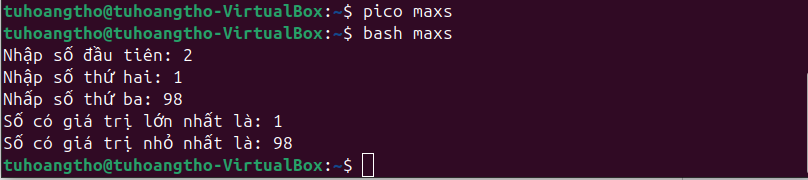 tuhoangtho@tuhoangtho-VirtualBox:~$ pico maxs
tuhoangtho@tuhoangtho-VirtualBox:~$ bash maxs
Nhập số đầu tiên: 2
Nhập số thứ hai: 1
Nhấp số thứ ba: 98
Số có giá trị lớn nhất là: 1
Số có giá trị nhỏ nhất là: 98
tuhoangtho@tuhoangtho-VirtualBox:~$